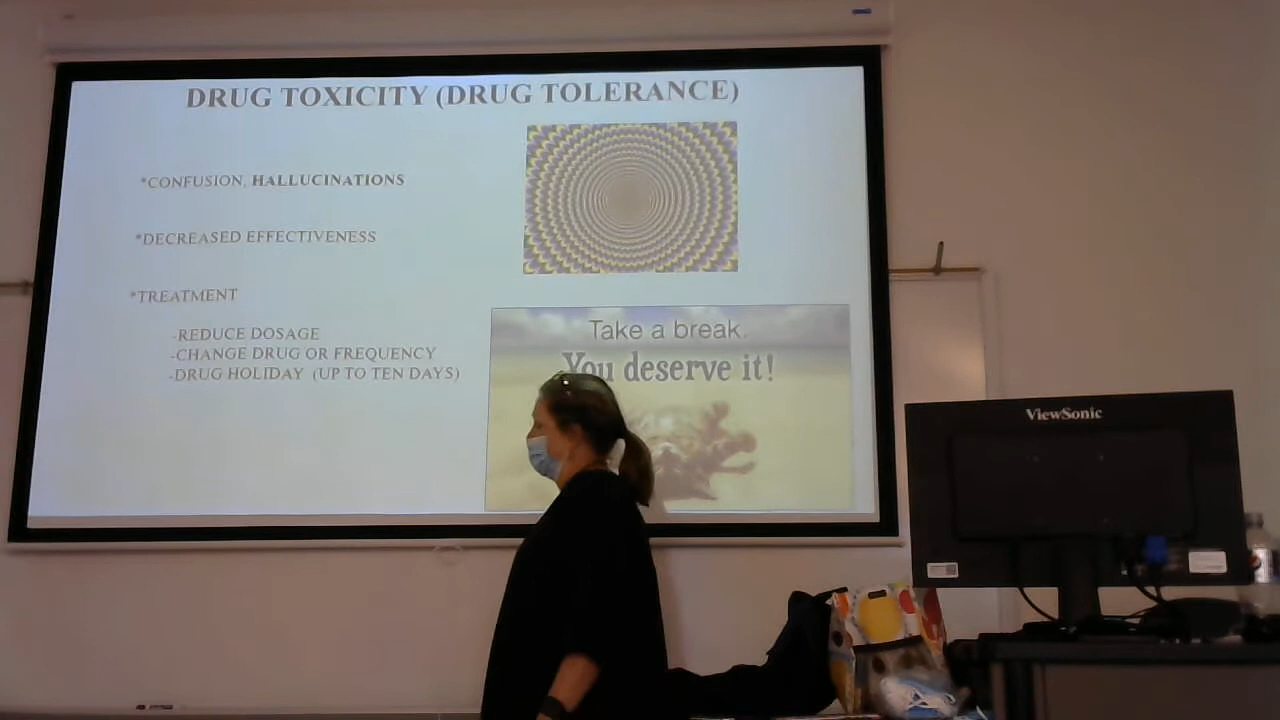 DRUG TOXICITY (DRUG TOLERANCE)
*CONFUSION, HALLUCINATIONS
*DECREASED EFFECTIVENESS
*TREATMENT
-REDUCE DOSAGE
-CHANGE DRUG OR FREQUENCY
-DRUG HOLIDAY (UP TO TEN DAYS)
Take a break.
You deserve it!
ViewSonic